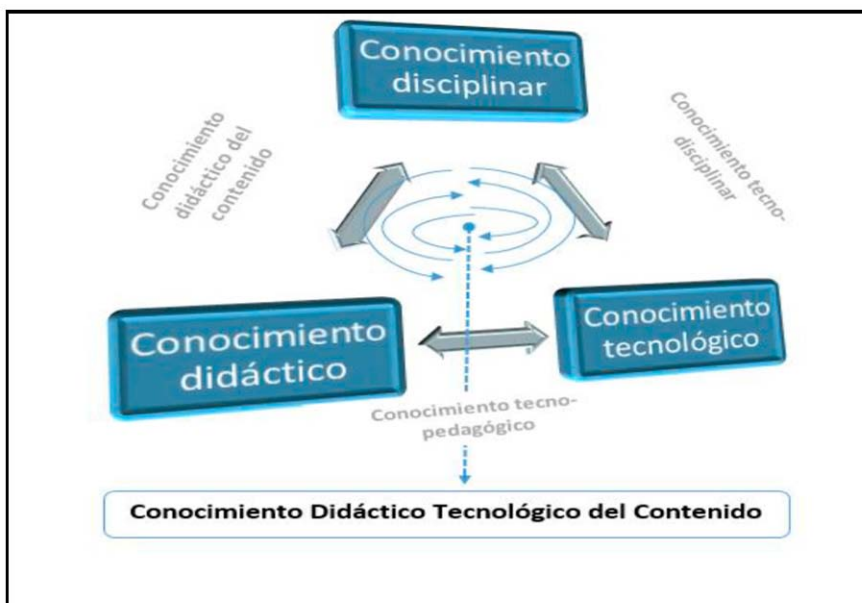 Conocimiento
disciplinar
Conocimiento
didáctico del
contenido
Conocimiento tecno-
disciplinar
Conocimiento
didáctico
Conocimiento
tecnológico
Conocimiento tecno-
pedagógico
Conocimiento Didáctico Tecnológico del Contenido